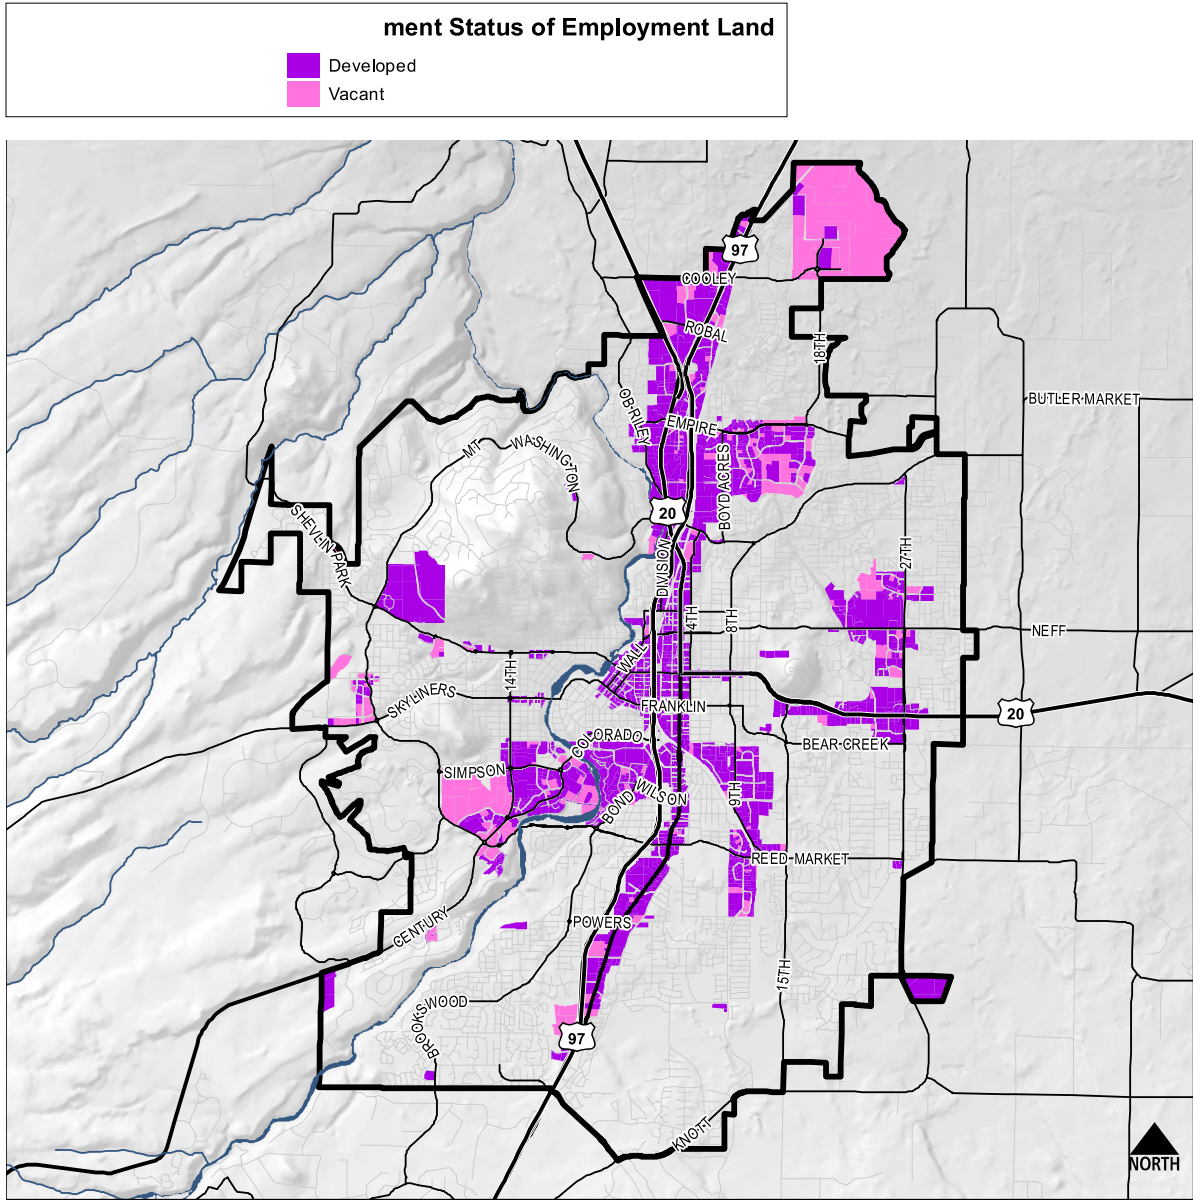 ment Status of Employment Land
Developed
Vacant
97
COOLEY
ROBAL
18TH
OB RILEY
BUTLER MARKET
EMPIRE
MT WASHINGTON
BOYD ACRES
20
SHEVLIN PARK
27TH
DIVISION
4TH
8TH
NEFF
WALL
14TH
SKYLINERS
FRANKLIN
20
COLORADO
BEAR CREEK
SIMPSON
BOND
WILSON
9TH
REED MARKET
CENTURY
POWERS
15TH
BROOKSWOOD
97
KNOTT
NORTH